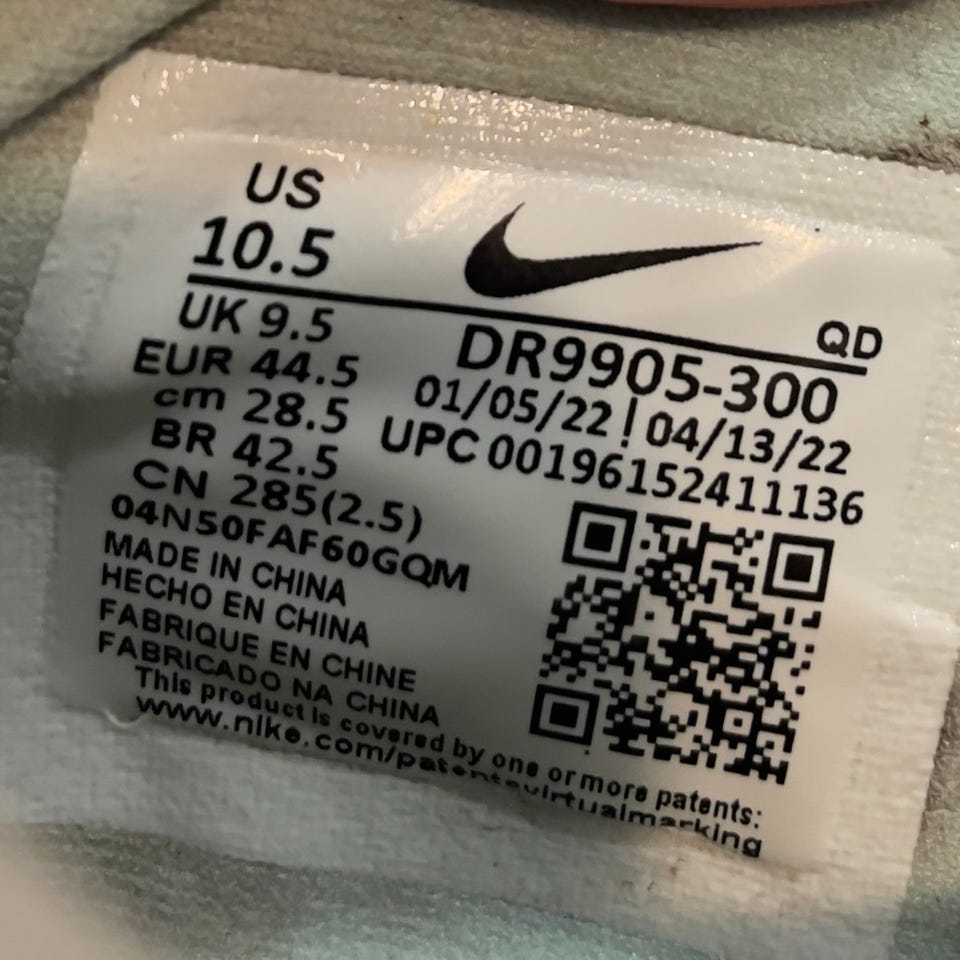 US
10.5
QD
UK 9.5
EUR 44.5
cm 28.5
BR 42.5
CN 285(2.5)
DR9905-300
01/05/22 | 04/13/22
UPC 00196152411136
04N50FAF60GQM
MADE IN CHINA
HECHO EN CHINA
FABRIQUE EN CHINE
FABRICADO NA CHINA
This product is covered by one or more patents:
www.nike.com/patentsvirtualmarking